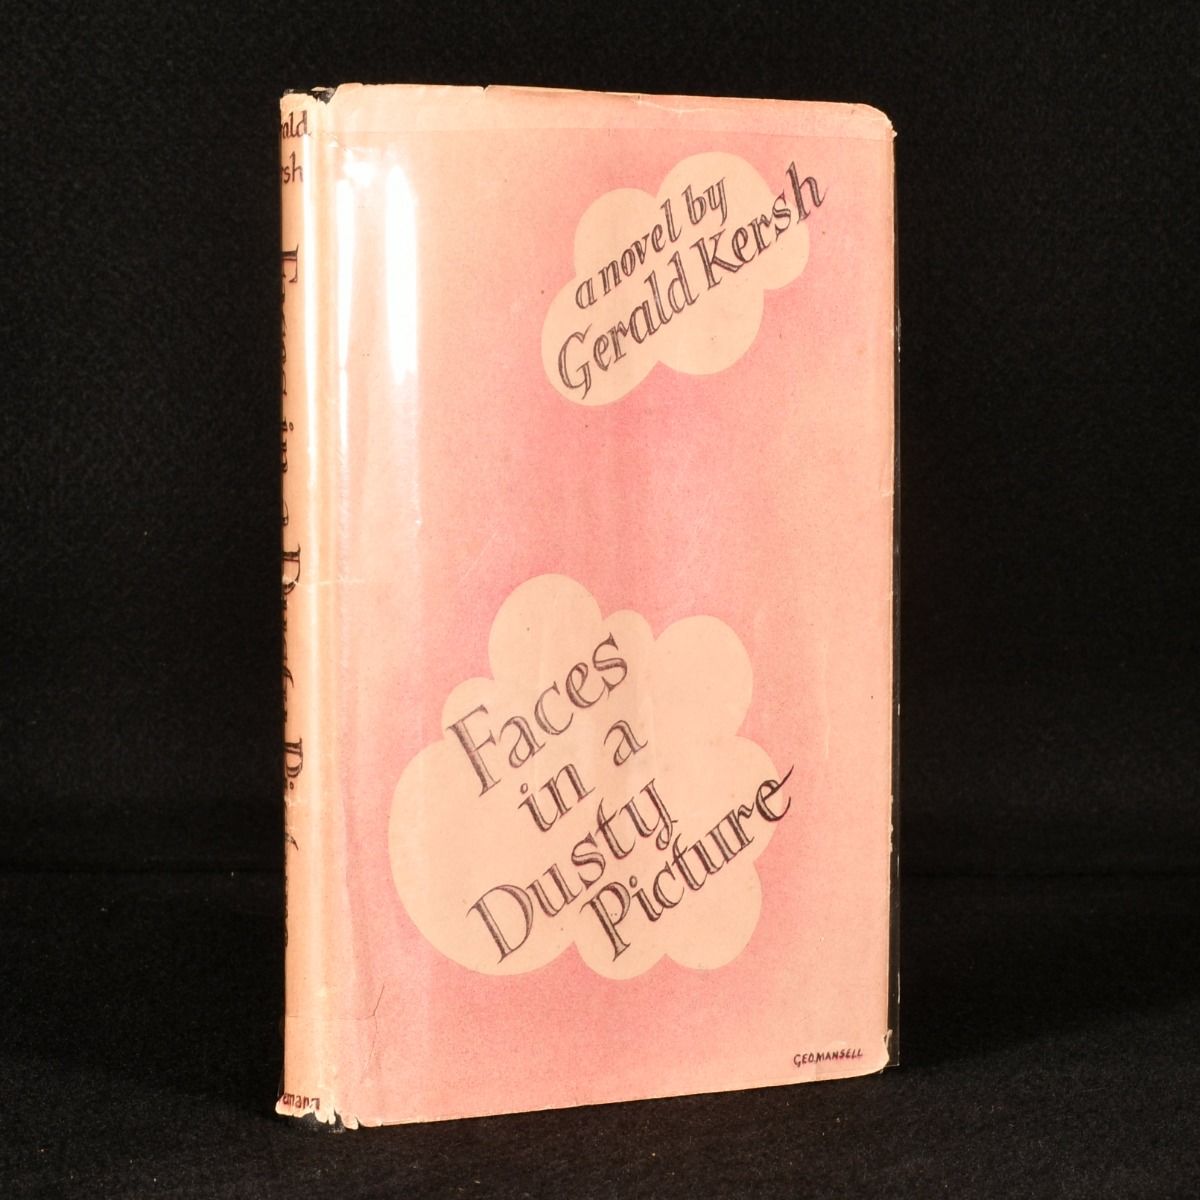 a novel by
Gerald Kersh
Faces
in a
Dusty
Picture
GEO.MANSELL